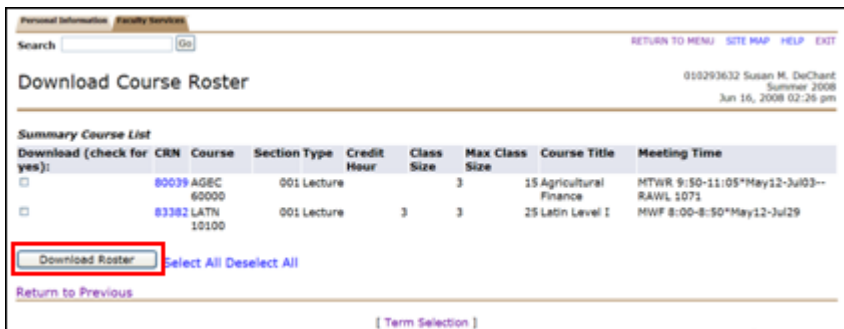 Personal Information Faculty Services
Search Go RETURN TO MENU SITE MAP HELP EXIT
Download Course Roster
010293632 Susan M. DeChant
Summer 2008
Jun 16, 2008 02:26 pm
Summary Course List
Download (check for yes): CRN Course Section Type Credit Hour Class Size Max Class Size Course Title Meeting Time
80039 AGEC 60000 001 Lecture 3 15 Agricultural Finance MTWR 9:50-11:05*May12-Jul03-- RAWL 1071
83382 LATN 10100 001 Lecture 3 3 25 Latin Level I MWF 8:00-8:50*May12-Jul29
Download Roster Select All Deselect All
Return to Previous
[ Term Selection ]